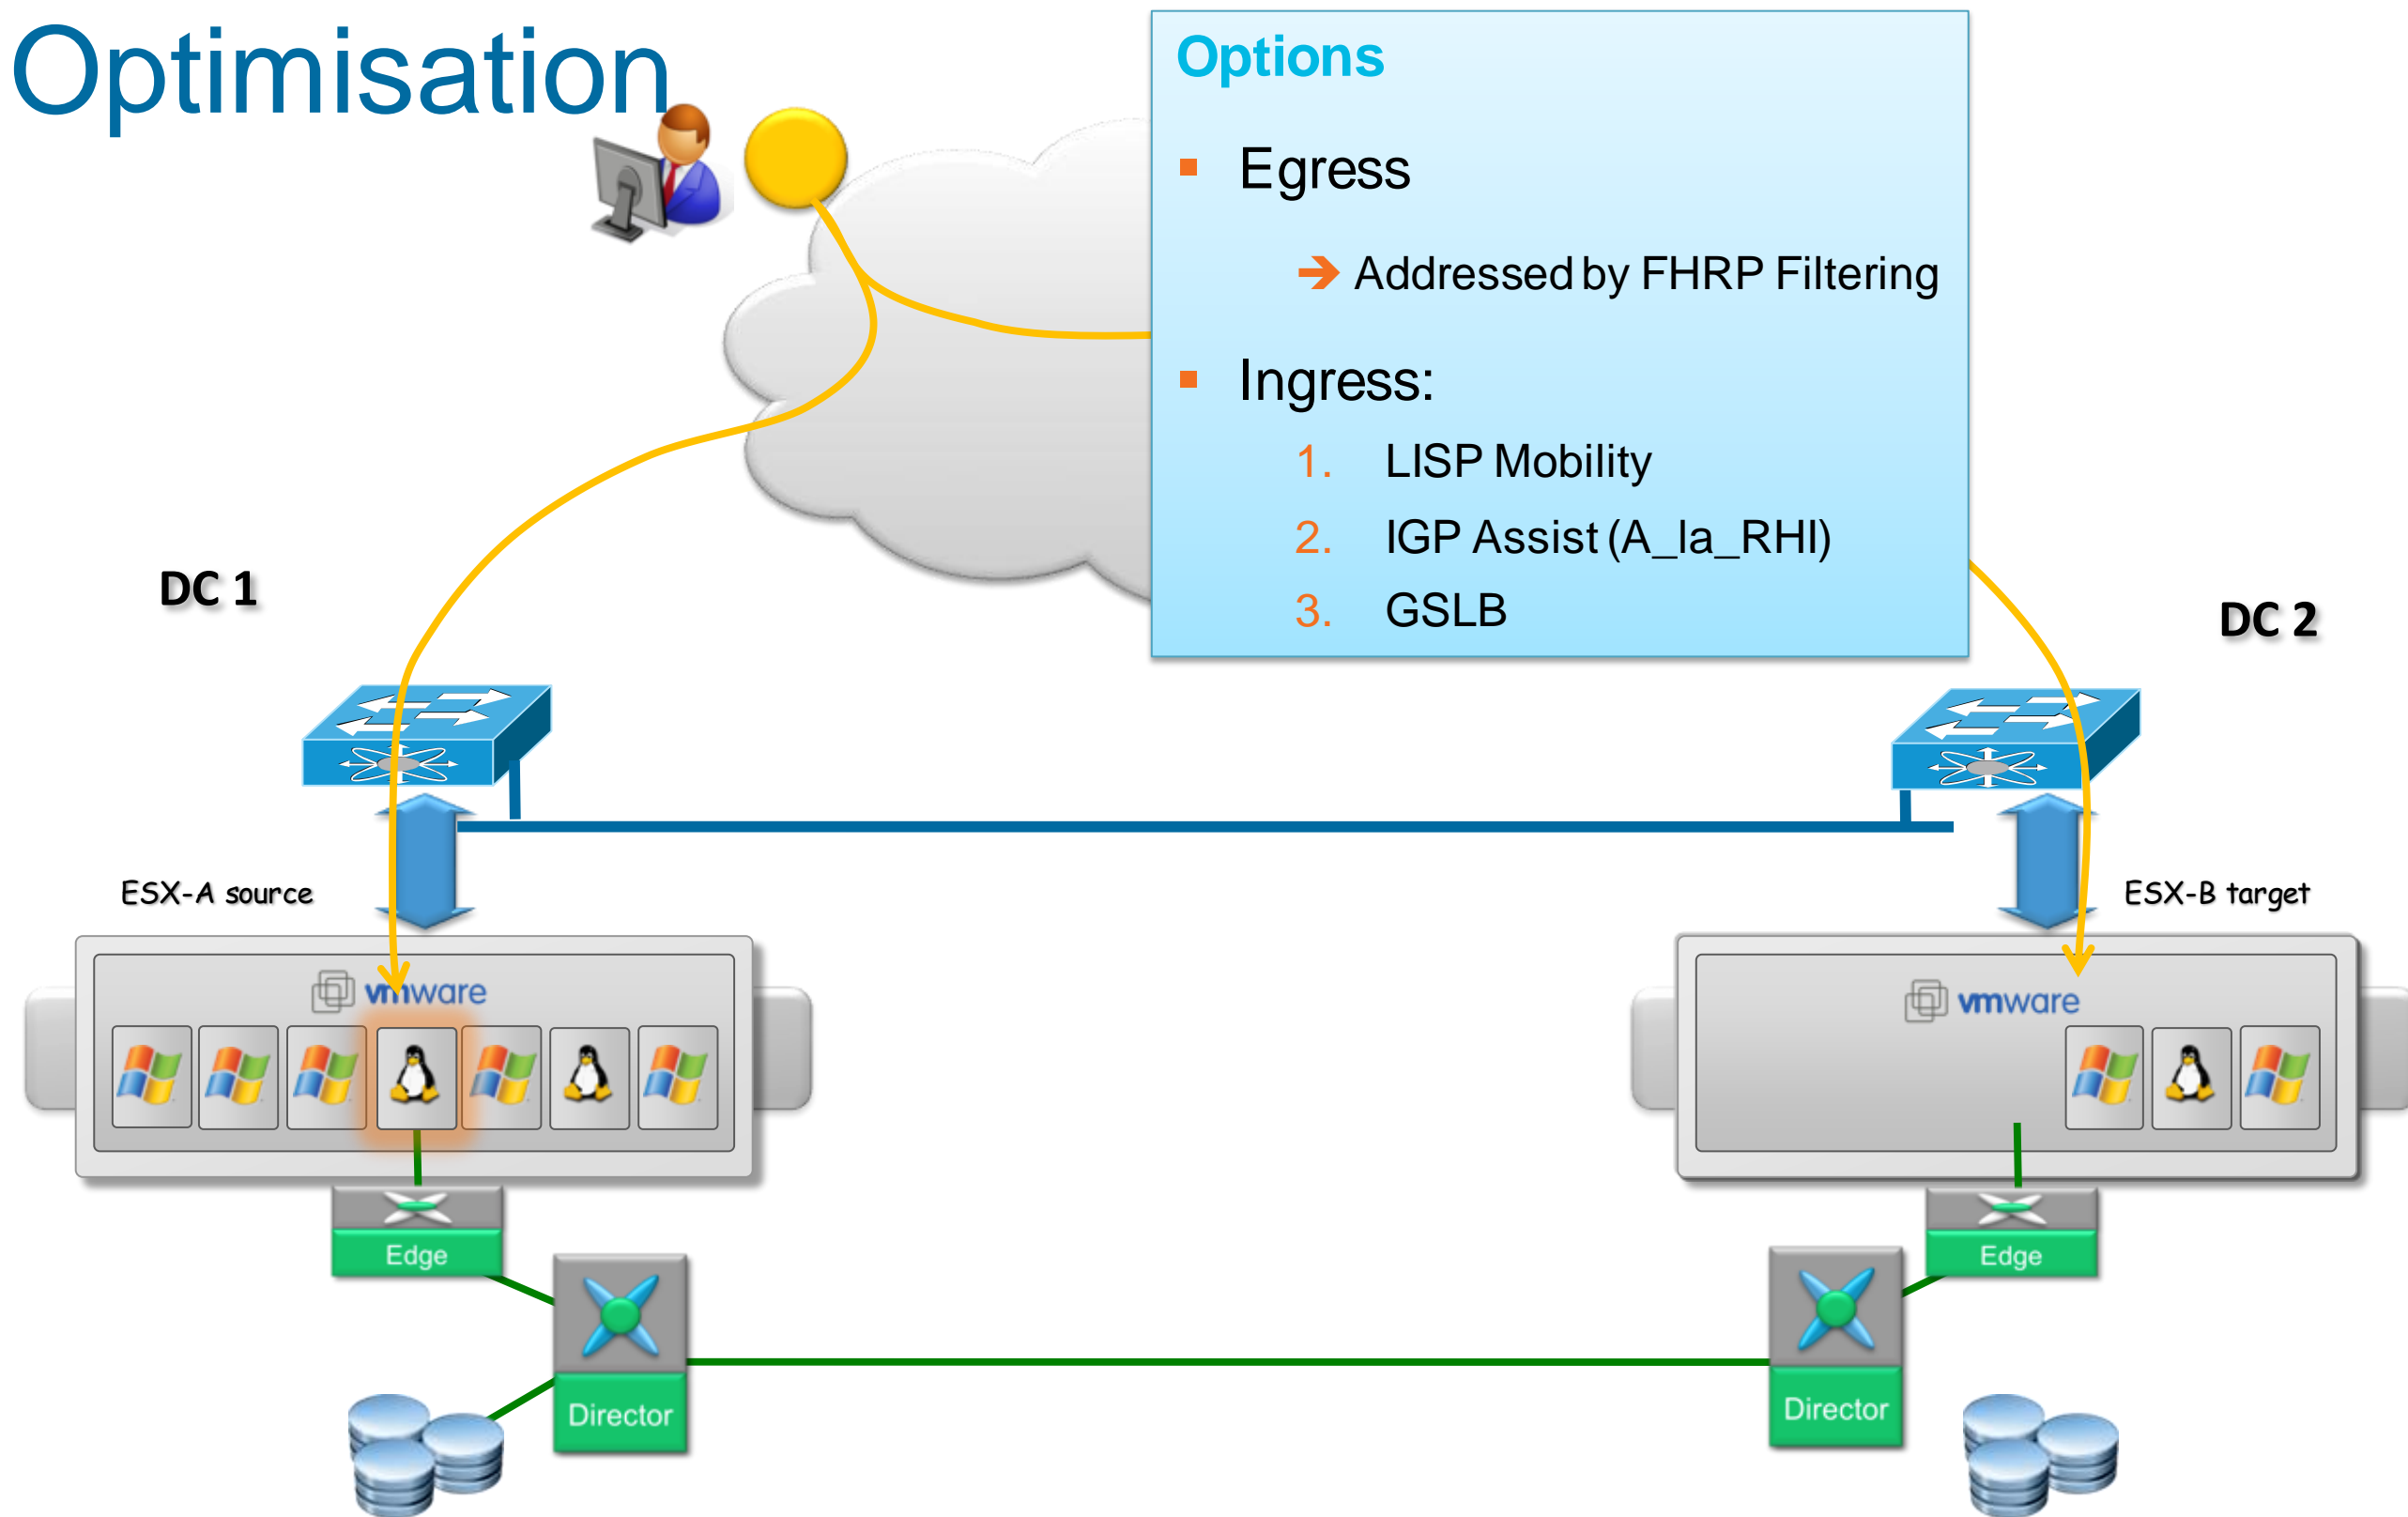 Optimisation
Options
Egress
Addressed by FHRP Filtering
Ingress:
1. LISP Mobility
2. IGP Assist (A_la_RHI)
3. GSLB
DC 1
DC 2
ESX-A source
ESX-B target
vmware
vmware
Edge
Edge
Director
Director